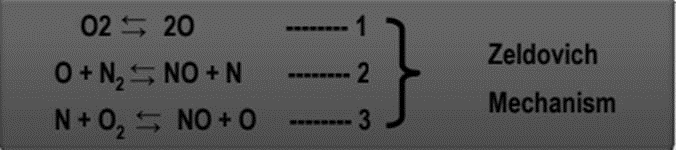 O2 ⇆ 2O -------- 1
O + N₂ ⇆ NO + N -------- 2
N + O₂ ⇆ NO + O -------- 3
Zeldovich
Mechanism